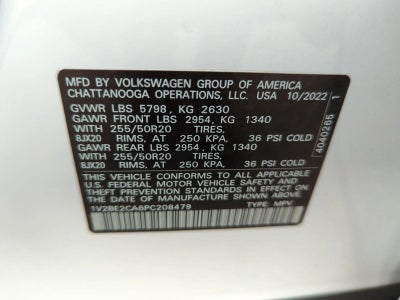 MFD BY VOLKSWAGEN GROUP OF AMERICA
CHATTANOOGA OPERATIONS, LLC. USA 10/2022
GVWR LBS 5798, KG 2630
GAWR FRONT LBS 2954, KG 1340
WITH 255/50R20 TIRES,
8JX20 RIMS, AT 250 KPA, 36 PSI COLD
GAWR REAR LBS 2954, KG 1340
WITH 255/50R20 TIRES,
8JX20 RIMS, AT 250 KPA, 36 PSI COLD
THIS VEHICLE CONFORMS TO ALL APPLICABLE
U.S. FEDERAL MOTOR VEHICLE SAFETY AND
THEFT PREVENTION STANDARDS IN EFFECT ON
THE DATE OF MANUFACTURE SHOWN ABOVE.
1V2BE2CA6PC208479 TYPE: MPV
4040265 1